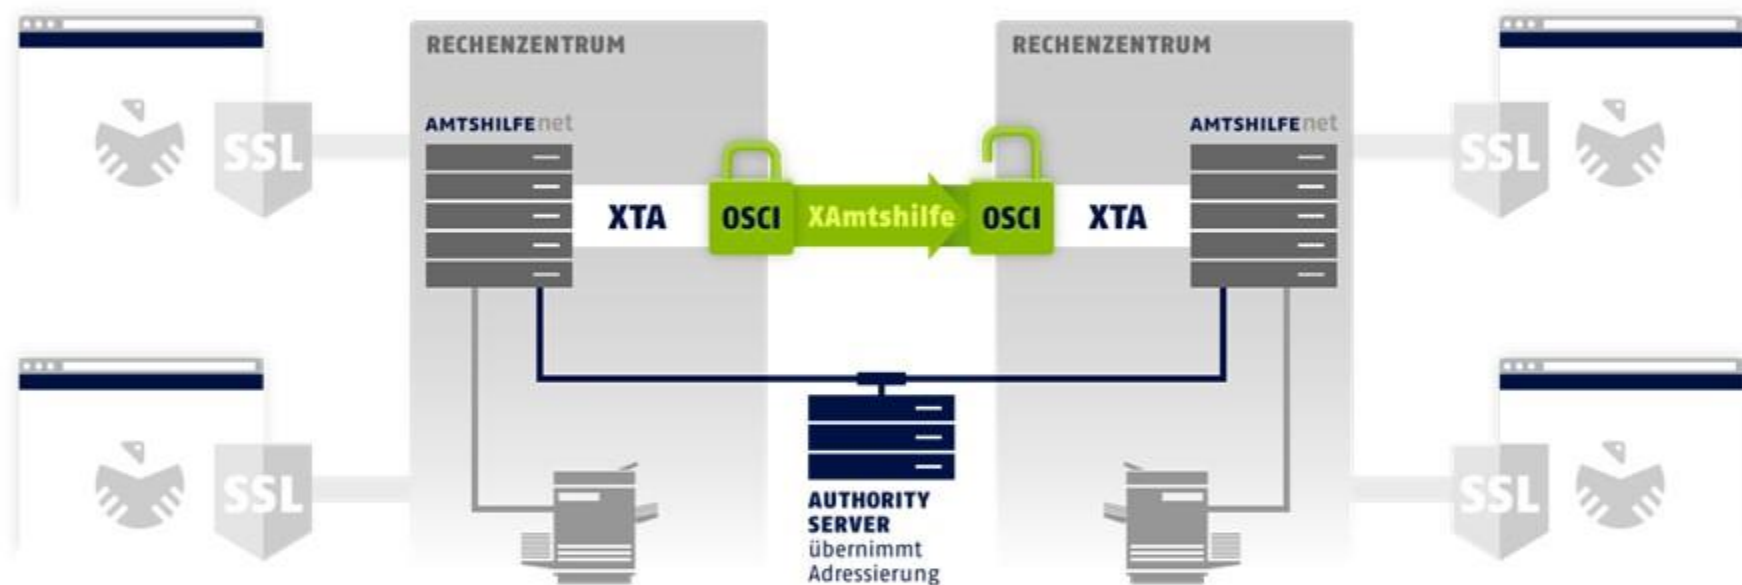 RECHENZENTRUM
RECHENZENTRUM
AMTSHILFEnet
AMTSHILFEnet
SSL
SSL
XTA
OSCI
XAmtshilfe
OSCI
XTA
SSL
SSL
AUTHORITY
SERVER
übernimmt
Adressierung